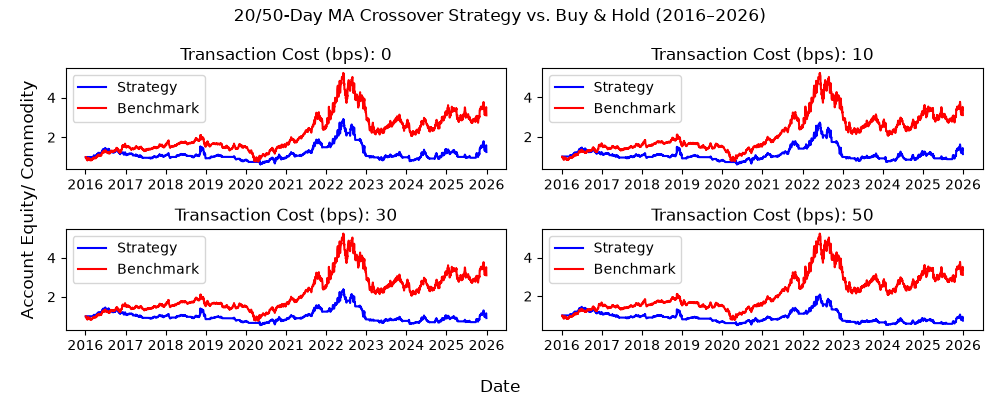 20/50-Day MA Crossover Strategy vs. Buy & Hold (2016–2026)
Transaction Cost (bps): 0
Strategy
Benchmark
4
2
2016 2017 2018 2019 2020 2021 2022 2023 2024 2025 2026
Transaction Cost (bps): 10
Strategy
Benchmark
4
2
2016 2017 2018 2019 2020 2021 2022 2023 2024 2025 2026
Account Equity/ Commodity
Transaction Cost (bps): 30
Strategy
Benchmark
4
2
2016 2017 2018 2019 2020 2021 2022 2023 2024 2025 2026
Transaction Cost (bps): 50
Strategy
Benchmark
4
2
2016 2017 2018 2019 2020 2021 2022 2023 2024 2025 2026
Date